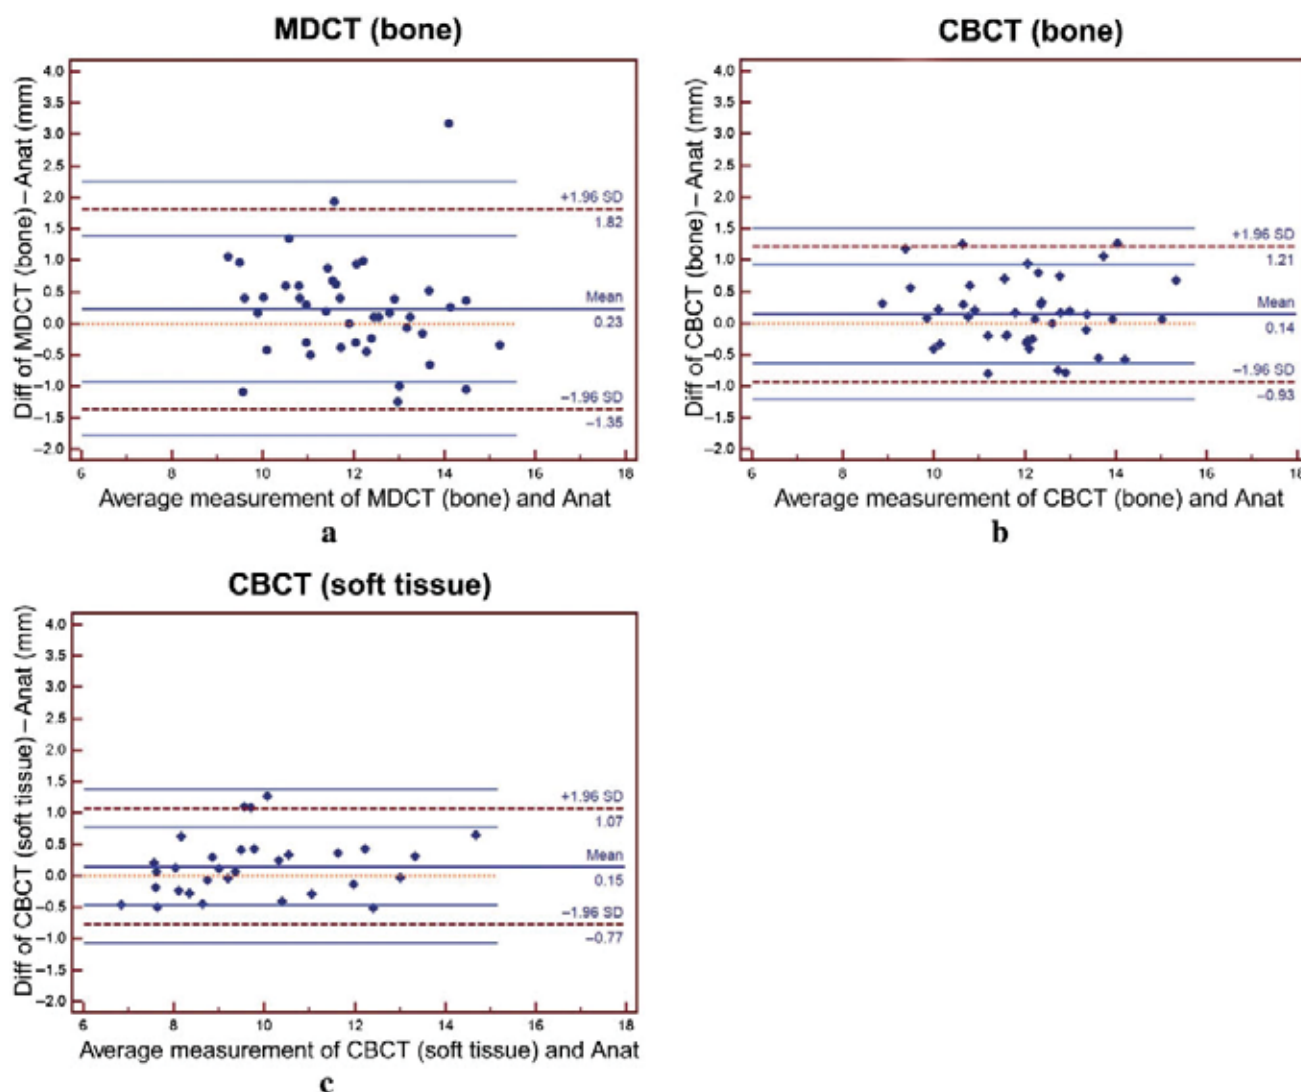 MDCT (bone)
Diff of MDCT (bone) – Anat (mm)
4.0
3.5
3.0
2.5
2.0
1.5
1.0
0.5
0.0
–0.5
–1.0
–1.5
–2.0
+1.96 SD
1.82
Mean
0.23
–1.96 SD
–1.35
6 8 10 12 14 16 18
Average measurement of MDCT (bone) and Anat
a
CBCT (bone)
Diff of CBCT (bone) – Anat (mm)
4.0
3.5
3.0
2.5
2.0
1.5
1.0
0.5
0.0
–0.5
–1.0
–1.5
–2.0
+1.96 SD
1.21
Mean
0.14
–1.96 SD
–0.93
6 8 10 12 14 16 18
Average measurement of CBCT (bone) and Anat
b
CBCT (soft tissue)
Diff of CBCT (soft tissue) – Anat (mm)
4.0
3.5
3.0
2.5
2.0
1.5
1.0
0.5
0.0
–0.5
–1.0
–1.5
–2.0
+1.96 SD
1.07
Mean
0.15
–1.96 SD
–0.77
6 8 10 12 14 16 18
Average measurement of CBCT (soft tissue) and Anat
c